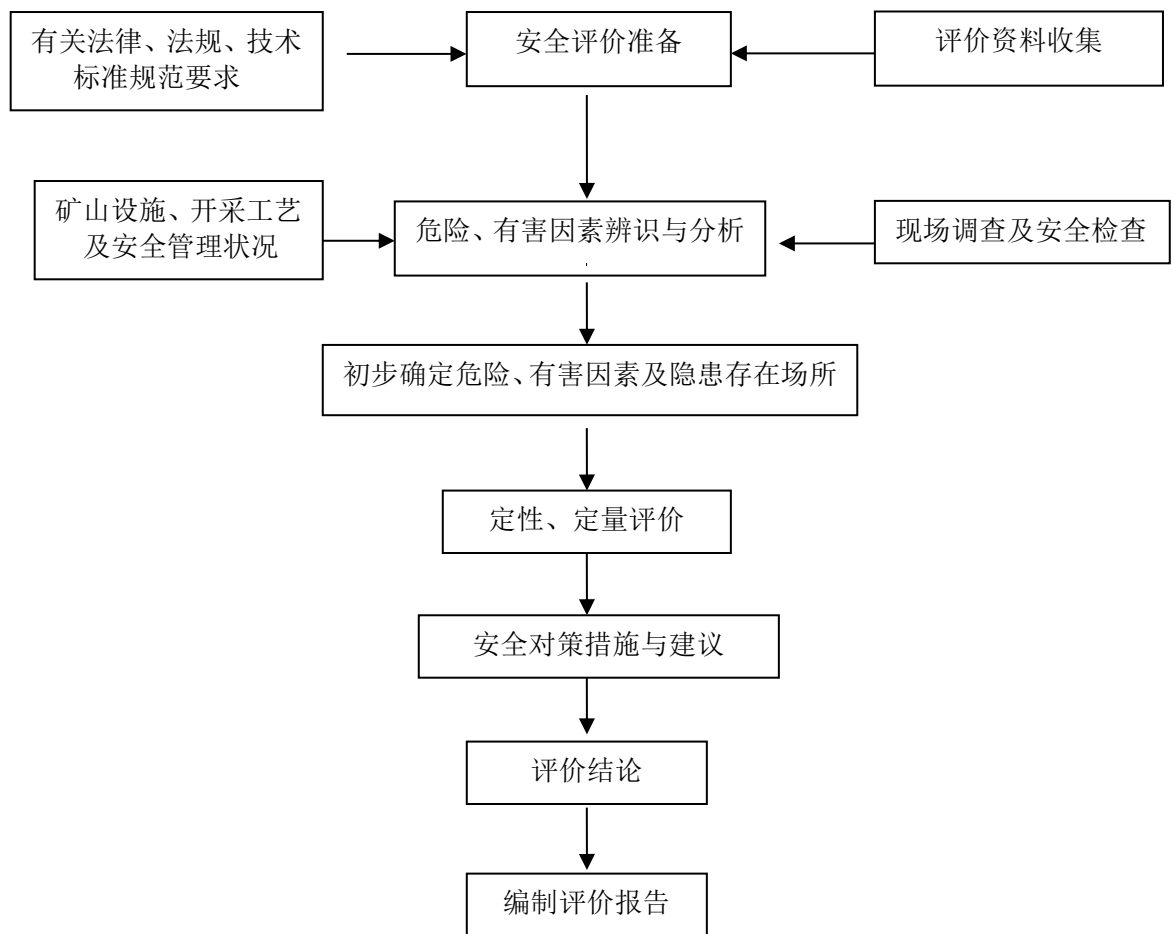 有关法律、法规、技术
标准规范要求
安全评价准备
评价资料收集
矿山设施、开采工艺
及安全管理状况
危险、有害因素辨识与分析
现场调查及安全检查
初步确定危险、有害因素及隐患存在场所
定性、定量评价
安全对策措施与建议
评价结论
编制评价报告